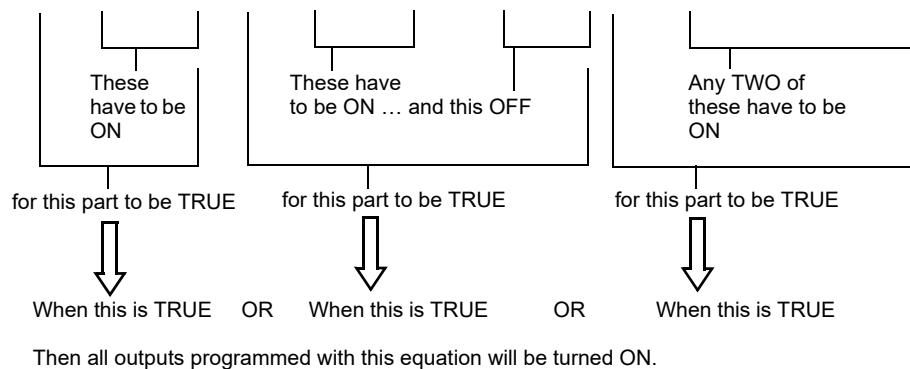 These
have to be
ON
These have
to be ON … and this OFF
Any TWO of
these have to be
ON
for this part to be TRUE
for this part to be TRUE
for this part to be TRUE
When this is TRUE OR When this is TRUE OR When this is TRUE
Then all outputs programmed with this equation will be turned ON.